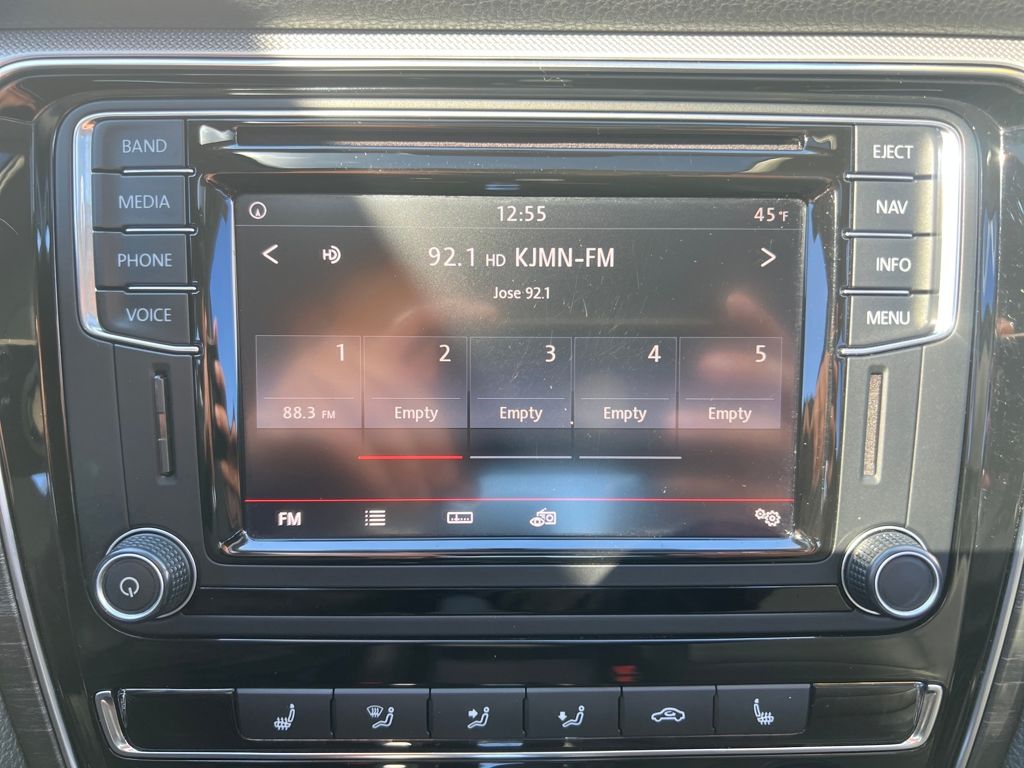 BAND
MEDIA
PHONE
VOICE
EJECT
NAV
INFO
MENU
12:55
45 °F
HD
92.1 HD KJMN-FM
Jose 92.1
1 2 3 4 5
88.3 FM Empty Empty Empty Empty
FM